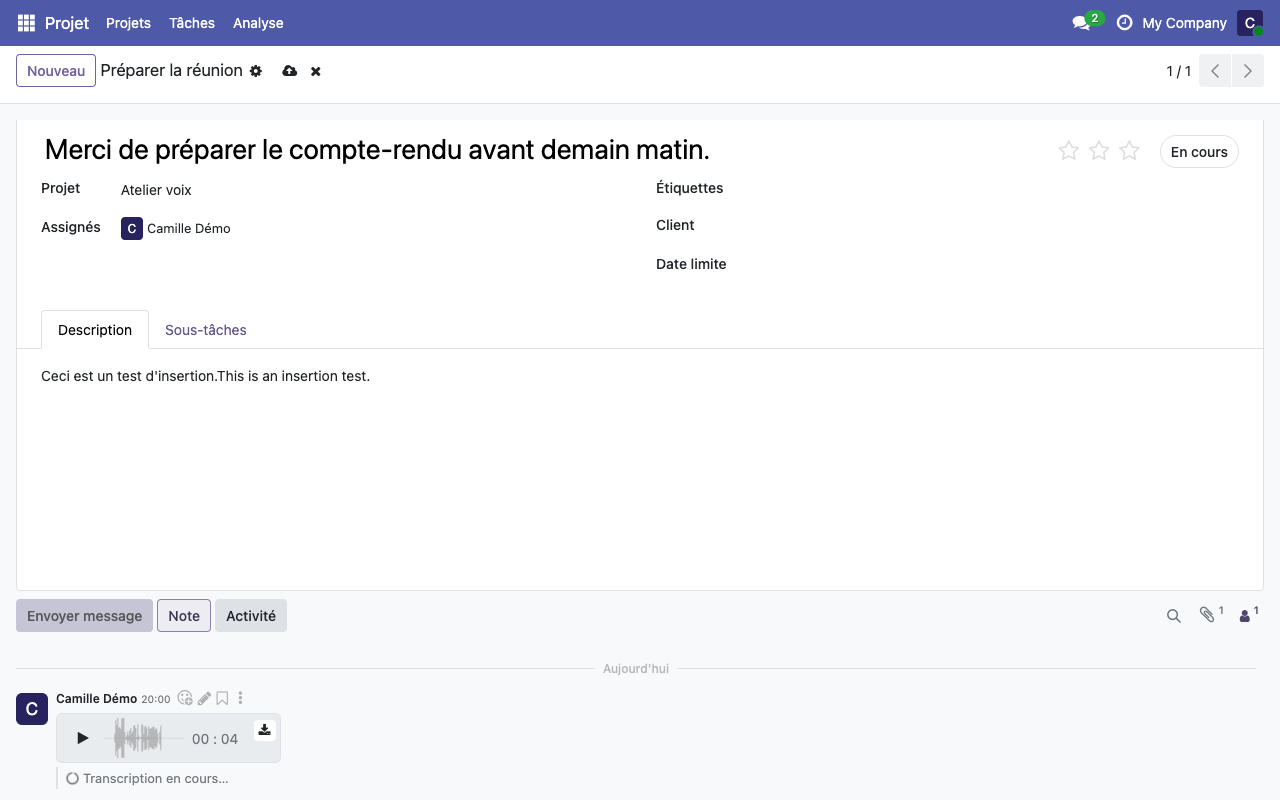 Projet Projets Tâches Analyse 2 My Company C
Nouveau Préparer la réunion 1 / 1
Merci de préparer le compte-rendu avant demain matin. En cours
Projet Atelier voix Étiquettes
Assignés C Camille Démo Client
Date limite
Description Sous-tâches
Ceci est un test d'insertion.This is an insertion test.
Envoyer message Note Activité 1 1
Aujourd'hui
C Camille Démo 20:00
00 : 04
Transcription en cours...